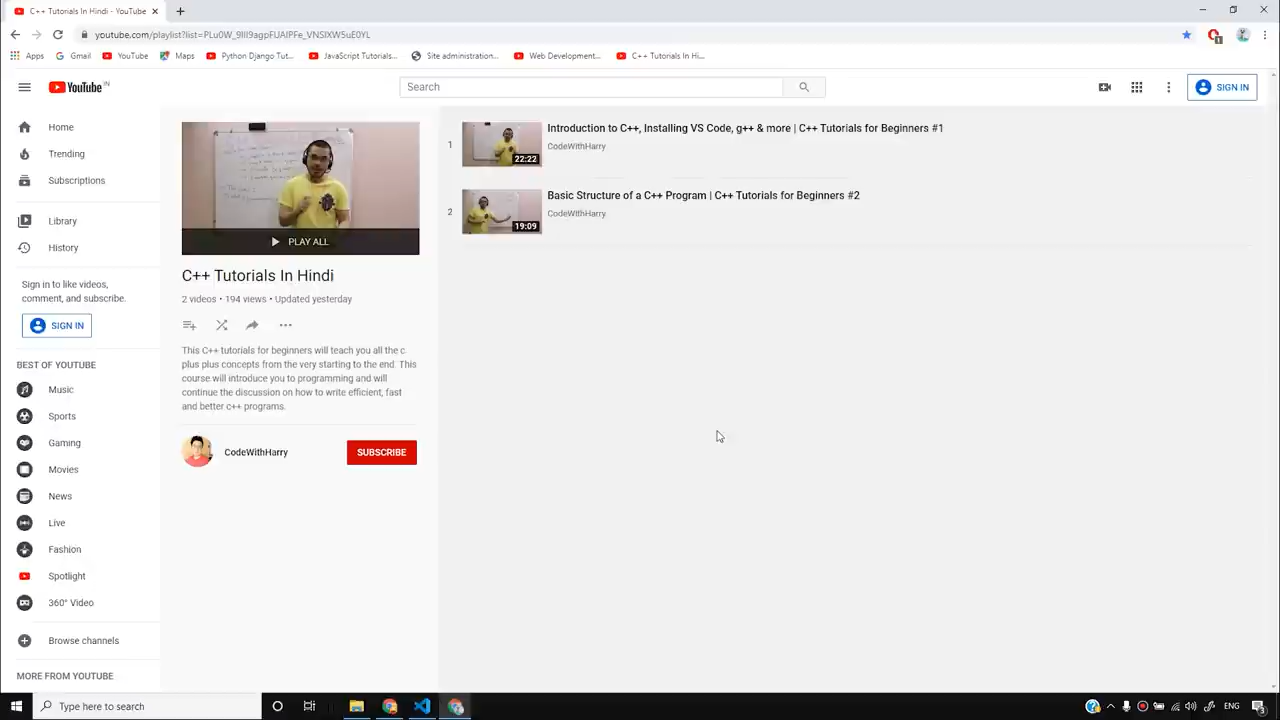 C++ Tutorials In Hindi - YouTube
youtube.com/playlist?list=PLu0W_9lII9agpFUAlPFe_VNSlXW5uE0YL
Apps
Gmail
YouTube
Maps
Python Django Tut...
JavaScript Tutorials...
Site administration...
Web Development...
C++ Tutorials In Hi...
YouTube IN
Search
SIGN IN
Home
Trending
Subscriptions
Library
History
Sign in to like videos,
comment, and subscribe.
SIGN IN
BEST OF YOUTUBE
Music
Sports
Gaming
Movies
News
Live
Fashion
Spotlight
360° Video
Browse channels
MORE FROM YOUTUBE
PLAY ALL
C++ Tutorials In Hindi
2 videos • 194 views • Updated yesterday
This C++ tutorials for beginners will teach you all the c
plus plus concepts from the very starting to the end. This
course will introduce you to programming and will
continue the discussion on how to write efficient, fast
and better c++ programs.
CodeWithHarry
SUBSCRIBE
1
22:22
Introduction to C++, Installing VS Code, g++ & more | C++ Tutorials for Beginners #1
CodeWithHarry
2
19:09
Basic Structure of a C++ Program | C++ Tutorials for Beginners #2
CodeWithHarry
Type here to search
ENG